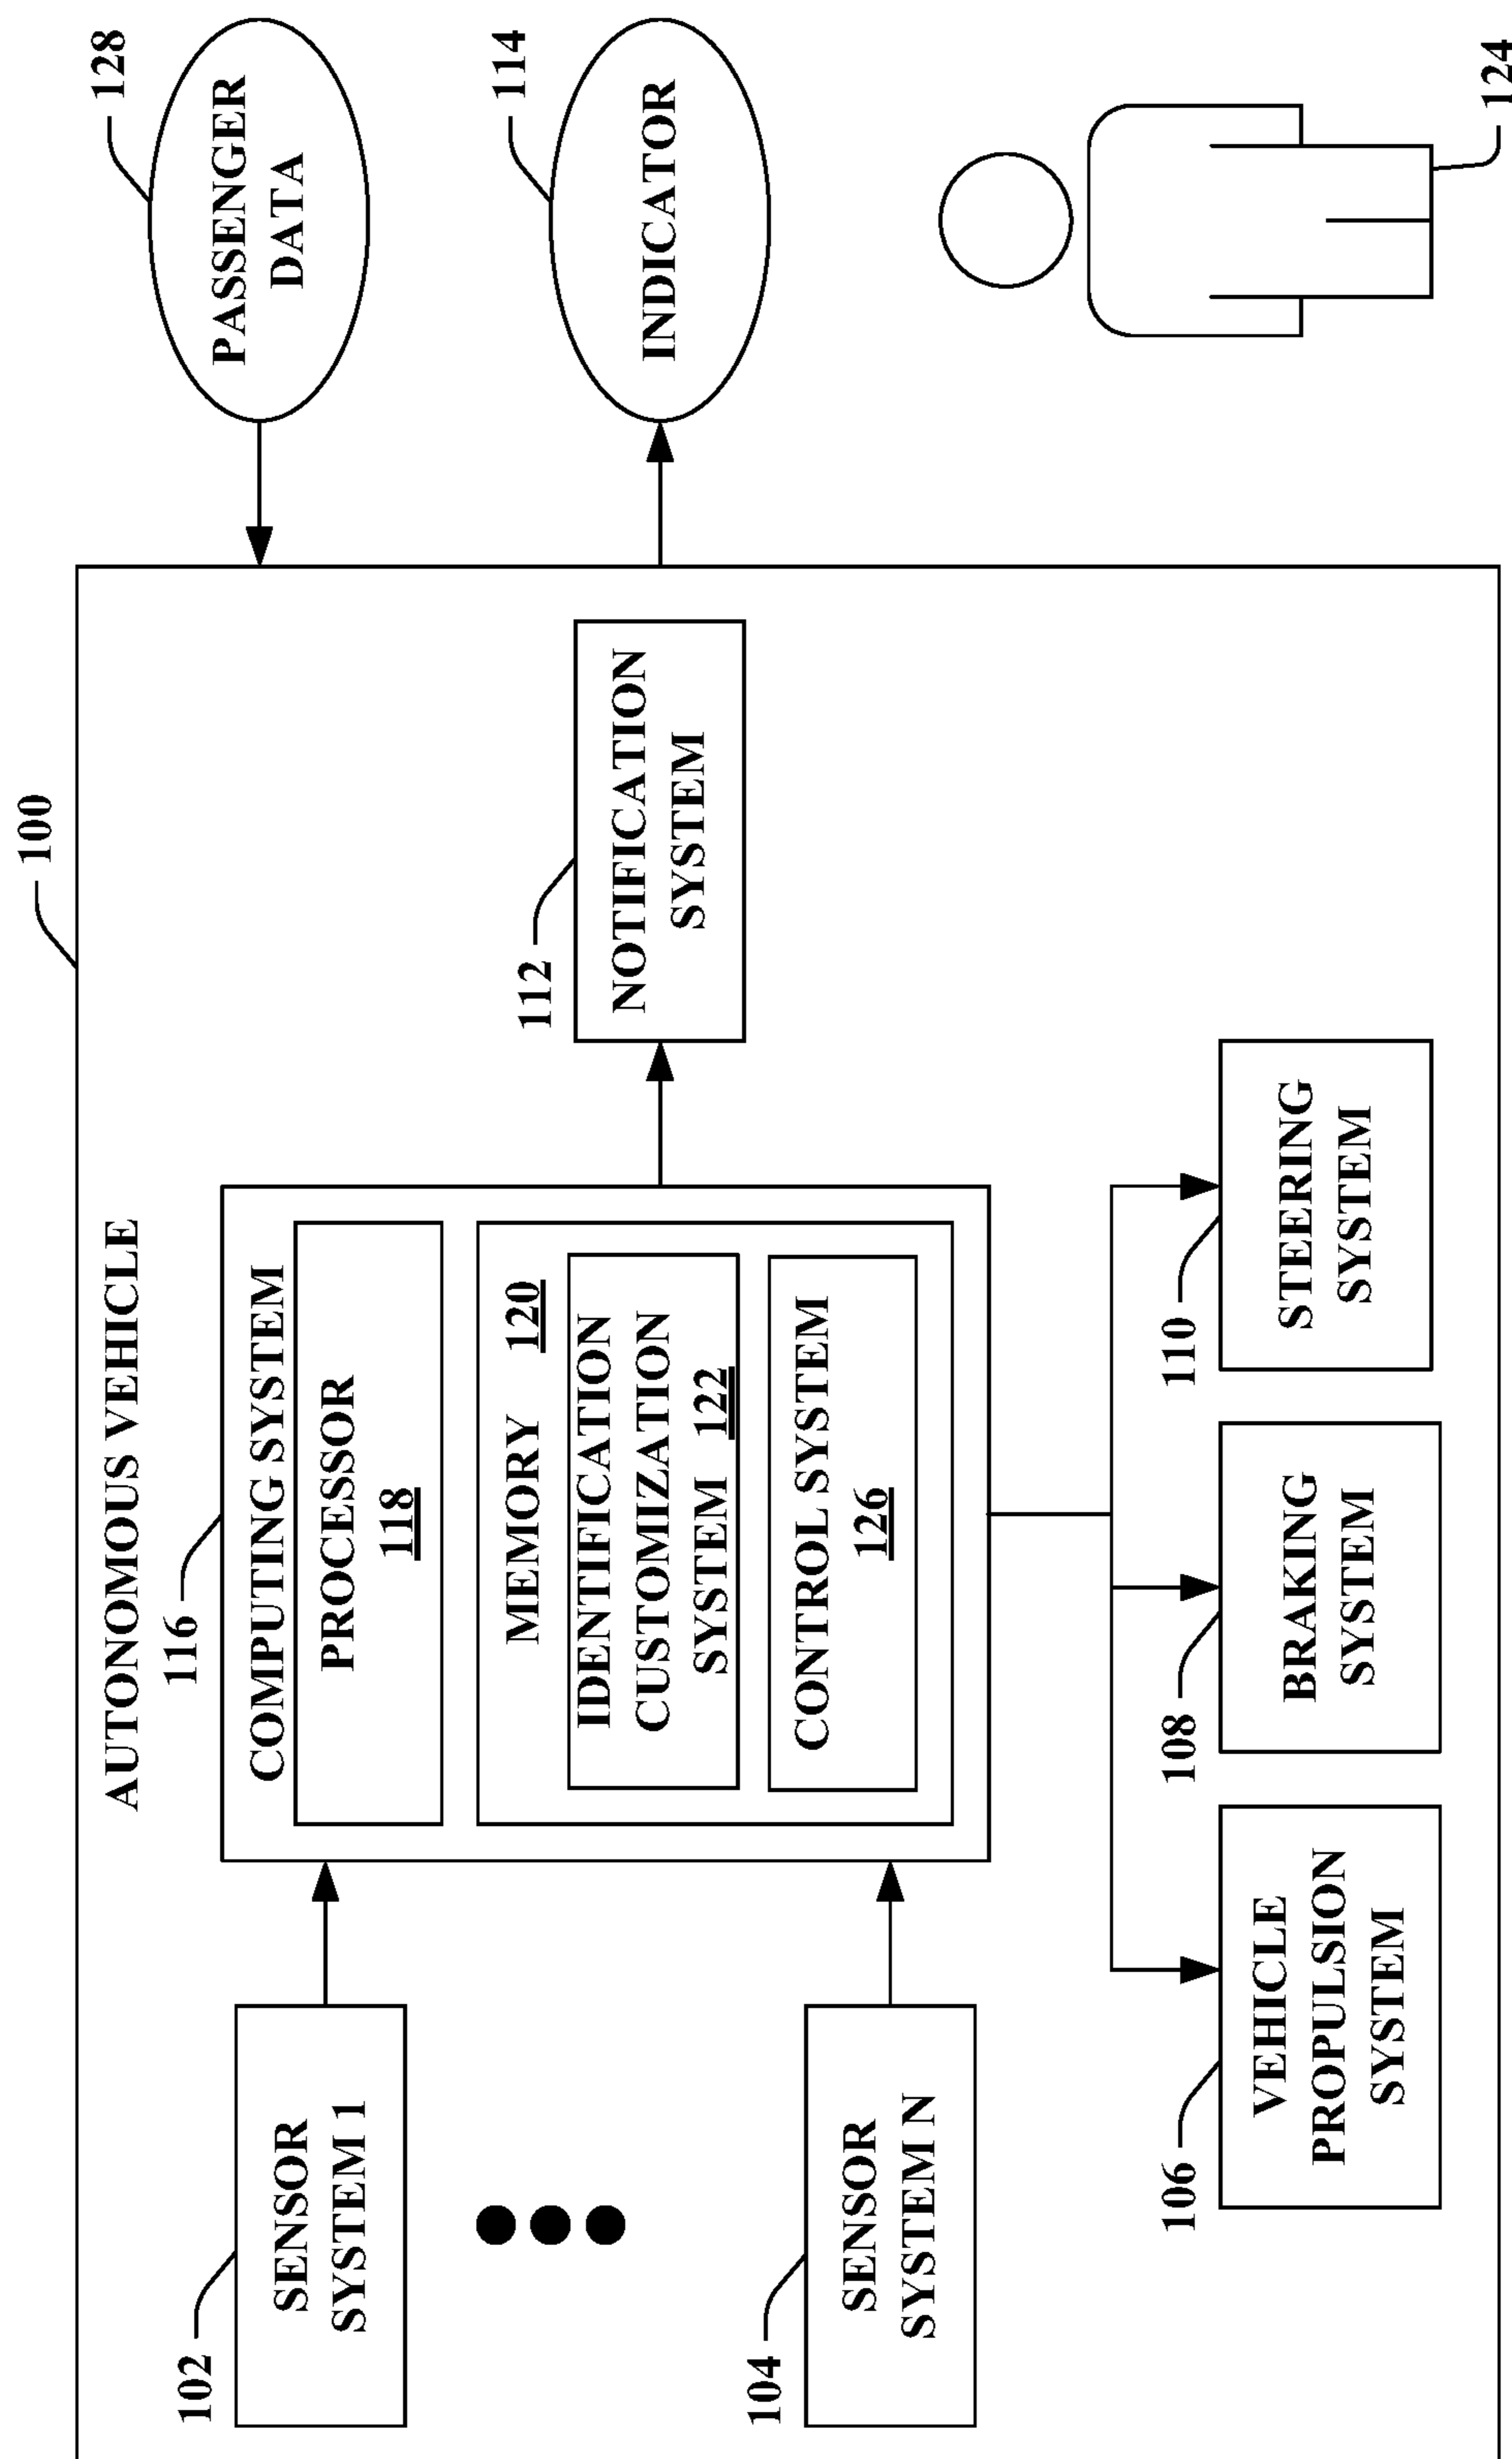 100
128
PASSENGER
DATA
AUTONOMOUS VEHICLE
116
COMPUTING SYSTEM
PROCESSOR
118
MEMORY 120
IDENTIFICATION
CUSTOMIZATION
SYSTEM 122
CONTROL SYSTEM
126
102
SENSOR
SYSTEM 1
104
SENSOR
SYSTEM N
112
NOTIFICATION
SYSTEM
114
INDICATOR
106
VEHICLE
PROPULSION
SYSTEM
108
BRAKING
SYSTEM
110
STEERING
SYSTEM
124